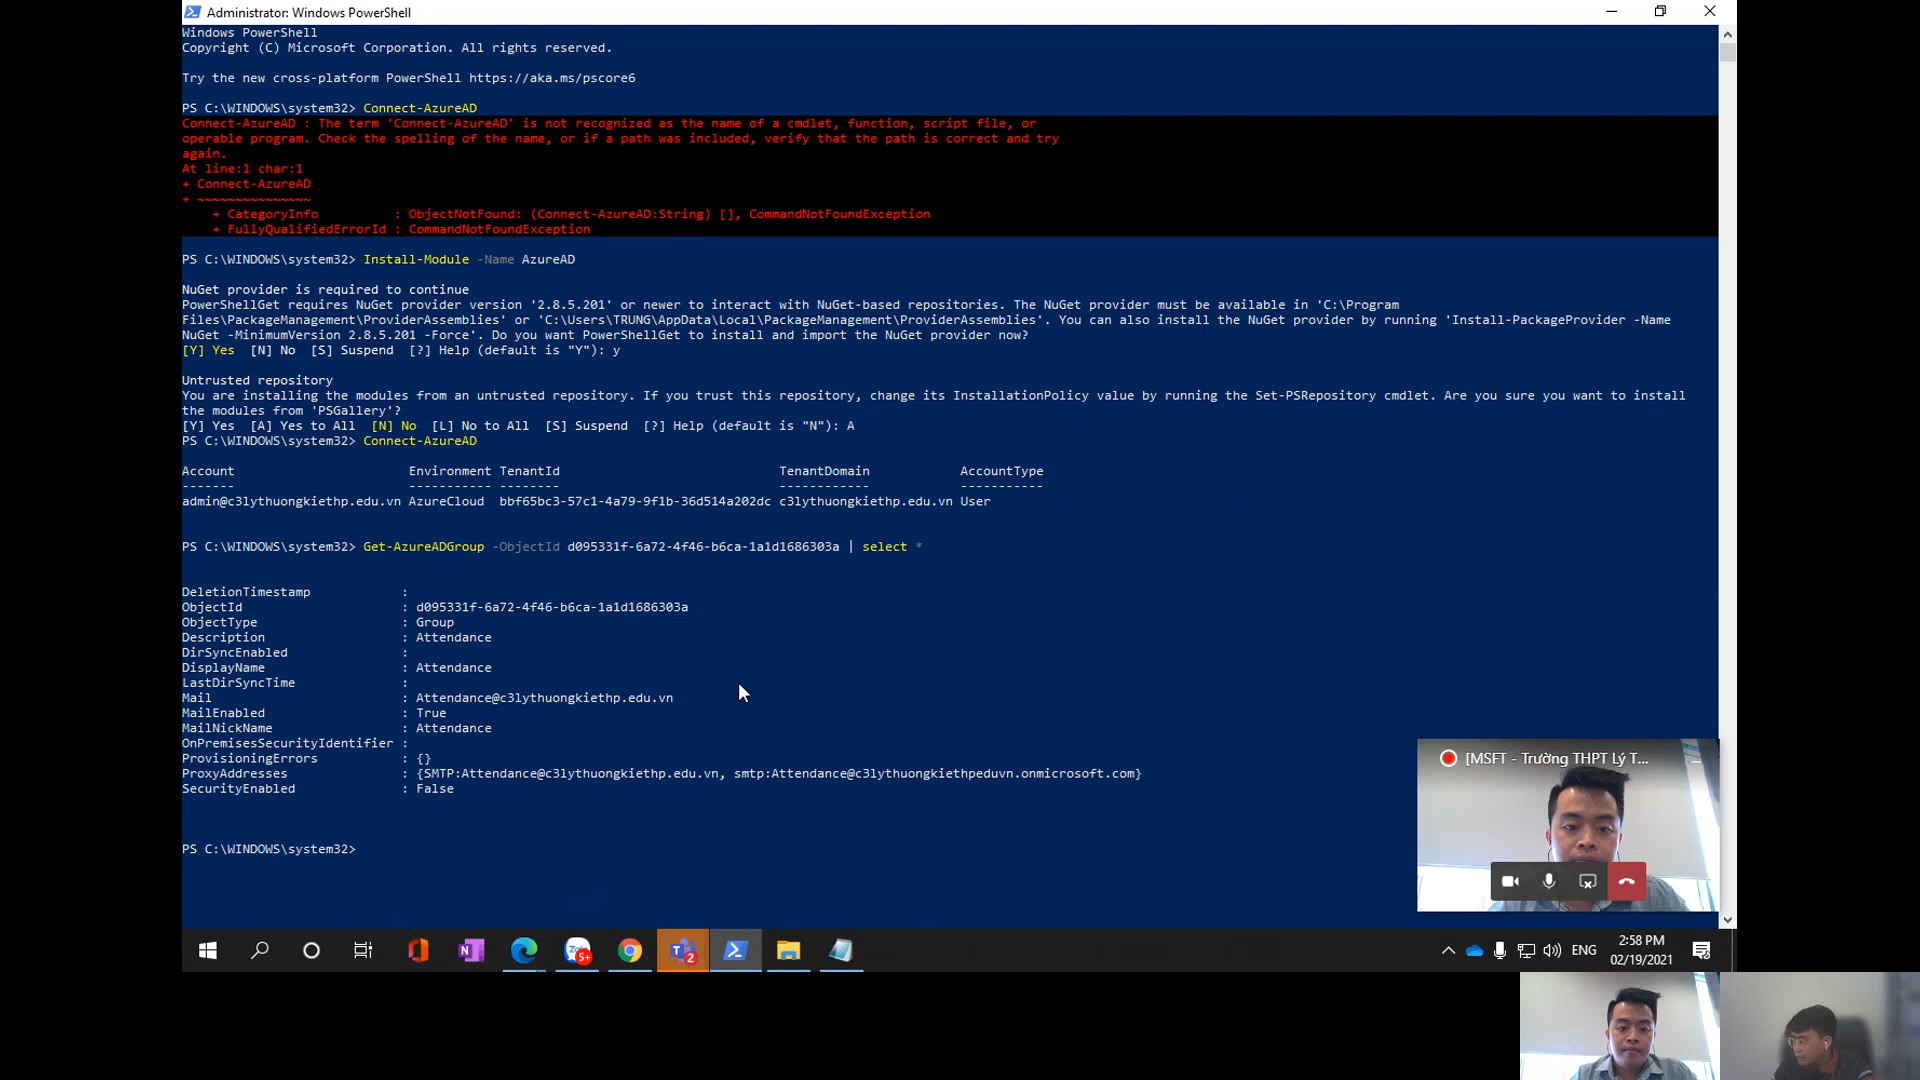 Administrator: Windows PowerShell
Windows PowerShell
Copyright (C) Microsoft Corporation. All rights reserved.
Try the new cross-platform PowerShell https://aka.ms/pscore6
PS C:\WINDOWS\system32> Connect-AzureAD
Connect-AzureAD : The term 'Connect-AzureAD' is not recognized as the name of a cmdlet, function, script file, or
operable program. Check the spelling of the name, or if a path was included, verify that the path is correct and try
again.
At line:1 char:1
+ Connect-AzureAD
+ ~~~~~~~~~~~~~~~
+ CategoryInfo          : ObjectNotFound: (Connect-AzureAD:String) [], CommandNotFoundException
+ FullyQualifiedErrorId : CommandNotFoundException
PS C:\WINDOWS\system32> Install-Module -Name AzureAD
NuGet provider is required to continue
PowerShellGet requires NuGet provider version '2.8.5.201' or newer to interact with NuGet-based repositories. The NuGet provider must be available in 'C:\Program
Files\PackageManagement\ProviderAssemblies' or 'C:\Users\TRUNG\AppData\Local\PackageManagement\ProviderAssemblies'. You can also install the NuGet provider by running 'Install-PackageProvider -Name
NuGet -MinimumVersion 2.8.5.201 -Force'. Do you want PowerShellGet to install and import the NuGet provider now?
[Y] Yes  [N] No  [S] Suspend  [?] Help (default is "Y"): y
Untrusted repository
You are installing the modules from an untrusted repository. If you trust this repository, change its InstallationPolicy value by running the Set-PSRepository cmdlet. Are you sure you want to install
the modules from 'PSGallery'?
[Y] Yes  [A] Yes to All  [N] No  [L] No to All  [S] Suspend  [?] Help (default is "N"): A
PS C:\WINDOWS\system32> Connect-AzureAD
Account                       Environment TenantId                             TenantDomain            AccountType
-------                       ----------- --------                             ------------            -----------
admin@c3lythuongkiethp.edu.vn AzureCloud  bbf65bc3-57c1-4a79-9f1b-36d514a202dc c3lythuongkiethp.edu.vn User
PS C:\WINDOWS\system32> Get-AzureADGroup -ObjectId d095331f-6a72-4f46-b6ca-1a1d1686303a | select *
DeletionTimestamp            :
ObjectId                     : d095331f-6a72-4f46-b6ca-1a1d1686303a
ObjectType                   : Group
Description                  : Attendance
DirSyncEnabled               :
DisplayName                  : Attendance
LastDirSyncTime              :
Mail                         : Attendance@c3lythuongkiethp.edu.vn
MailEnabled                  : True
MailNickName                 : Attendance
OnPremisesSecurityIdentifier :
ProvisioningErrors           : {}
ProxyAddresses               : {SMTP:Attendance@c3lythuongkiethp.edu.vn, smtp:Attendance@c3lythuongkiethpeduvn.onmicrosoft.com}
SecurityEnabled              : False
PS C:\WINDOWS\system32>
[MSFT - Trường THPT Lý T...
Zalo
5+
2
ENG
2:58 PM
02/19/2021